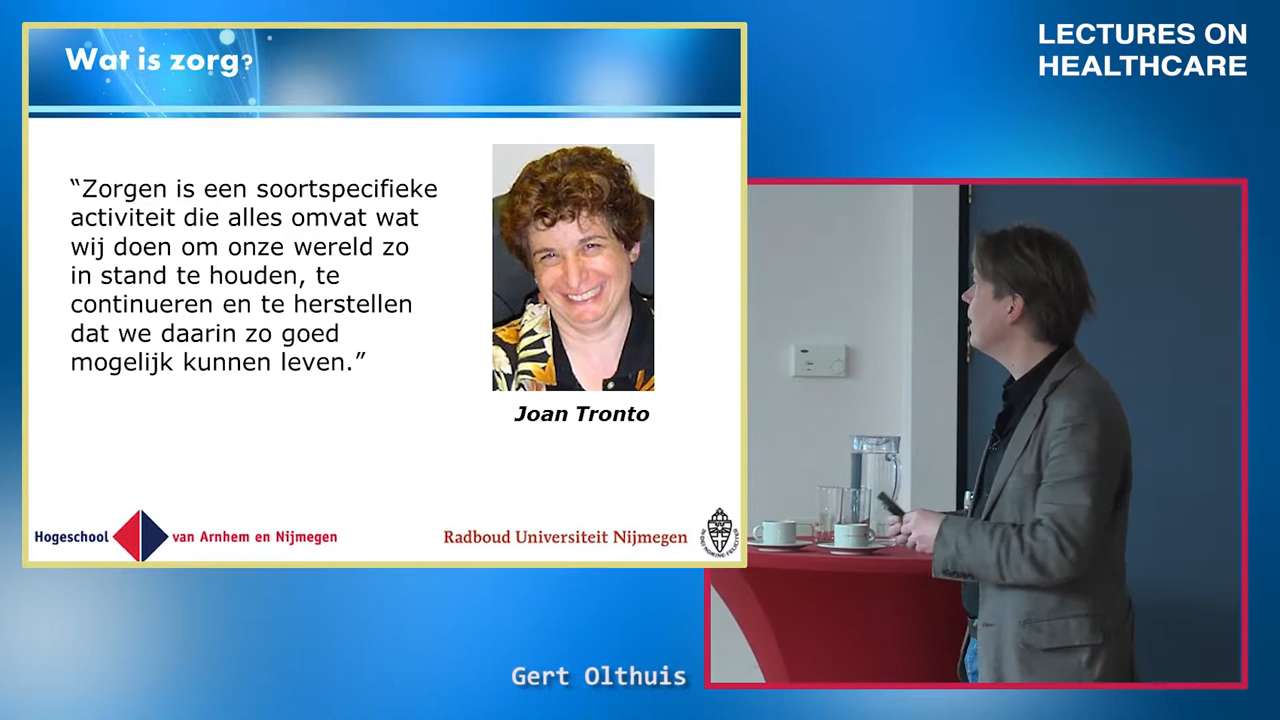 Wat is zorg?
LECTURES ON
HEALTHCARE
“Zorgen is een soortspecifieke
activiteit die alles omvat wat
wij doen om onze wereld zo
in stand te houden, te
continueren en te herstellen
dat we daarin zo goed
mogelijk kunnen leven.”
Joan Tronto
Hogeschool van Arnhem en Nijmegen
Radboud Universiteit Nijmegen
Gert Olthuis